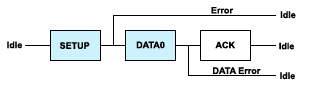 Error
Idle
Idle
SETUP
DATA0
ACK
Idle
DATA Error
Idle